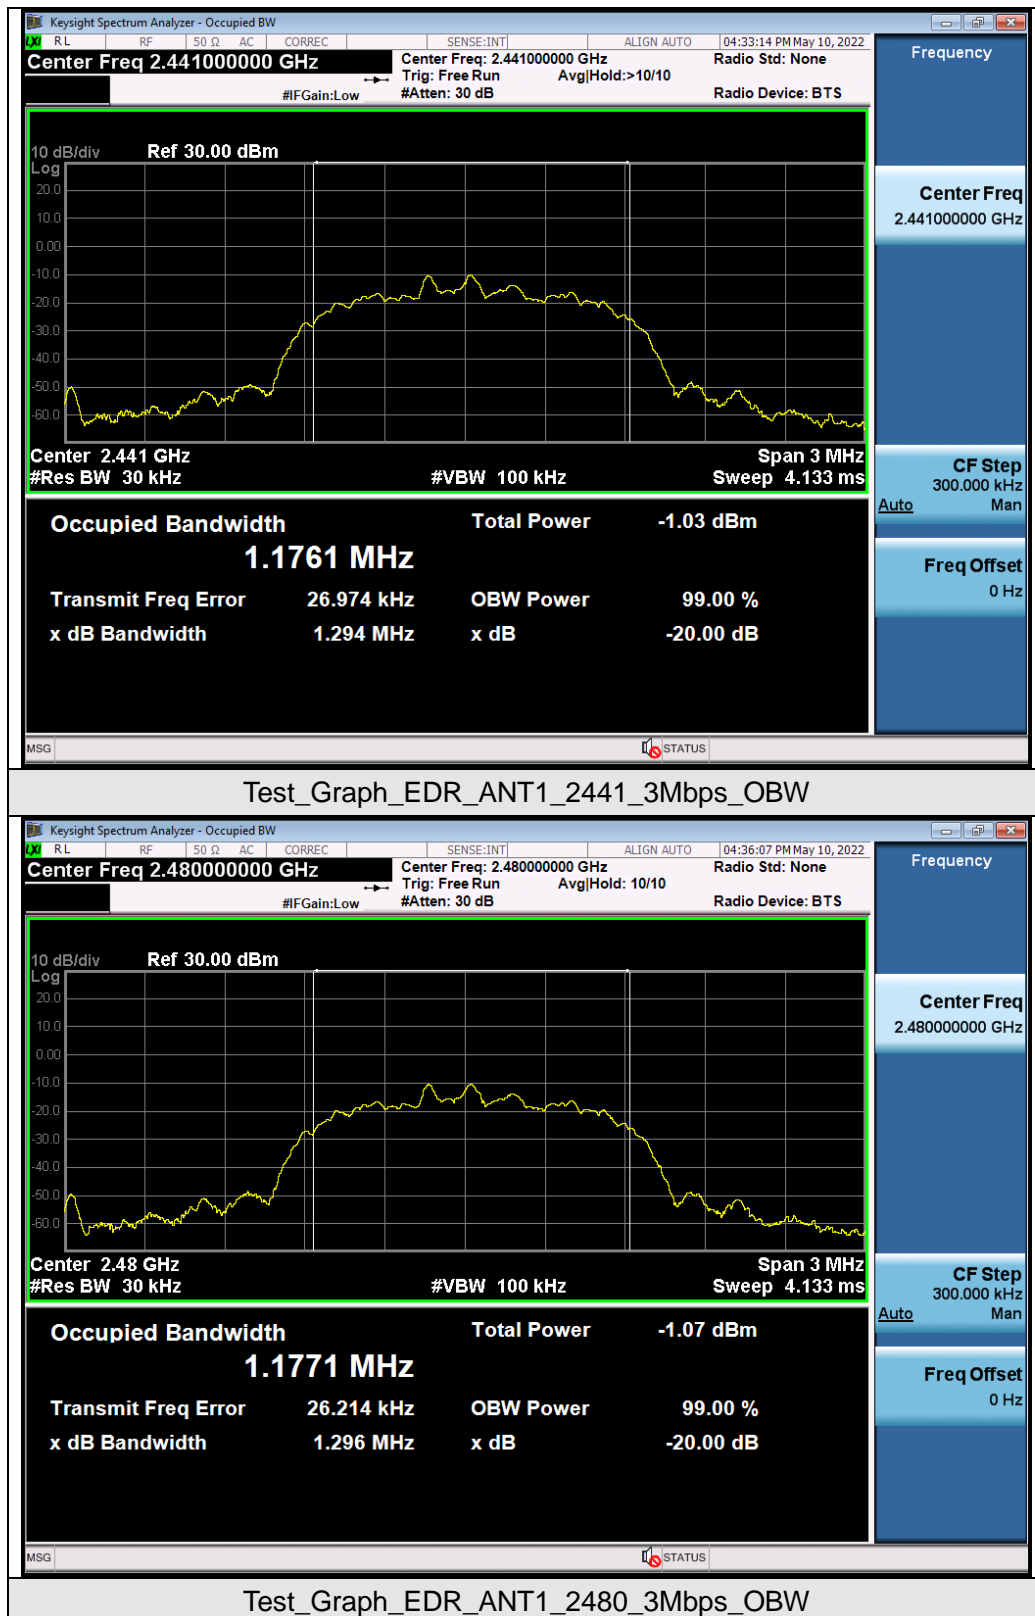 Keysight Spectrum Analyzer - Occupied BW
LXI RL RF 50 Ω AC CORREC SENSE:INT ALIGN AUTO 04:33:14 PM May 10, 2022
Center Freq 2.441000000 GHz
Center Freq: 2.441000000 GHz
Radio Std: None
Trig: Free Run Avg|Hold:>10/10
#IFGain:Low
#Atten: 30 dB
Radio Device: BTS
Frequency
10 dB/div Ref 30.00 dBm
Log
20.0
10.0
0.00
-10.0
-20.0
-30.0
-40.0
-50.0
-60.0
Center Freq
2.441000000 GHz
Center 2.441 GHz Span 3 MHz
#Res BW 30 kHz #VBW 100 kHz Sweep 4.133 ms
CF Step
300.000 kHz
Auto Man
Occupied Bandwidth Total Power -1.03 dBm
1.1761 MHz
Transmit Freq Error 26.974 kHz OBW Power 99.00 %
x dB Bandwidth 1.294 MHz x dB -20.00 dB
Freq Offset
0 Hz
MSG STATUS
Test_Graph_EDR_ANT1_2441_3Mbps_OBW
Keysight Spectrum Analyzer - Occupied BW
LXI RL RF 50 Ω AC CORREC SENSE:INT ALIGN AUTO 04:36:07 PM May 10, 2022
Center Freq 2.480000000 GHz
Center Freq: 2.480000000 GHz
Radio Std: None
Trig: Free Run Avg|Hold: 10/10
#IFGain:Low
#Atten: 30 dB
Radio Device: BTS
Frequency
10 dB/div Ref 30.00 dBm
Log
20.0
10.0
0.00
-10.0
-20.0
-30.0
-40.0
-50.0
-60.0
Center Freq
2.480000000 GHz
Center 2.48 GHz Span 3 MHz
#Res BW 30 kHz #VBW 100 kHz Sweep 4.133 ms
CF Step
300.000 kHz
Auto Man
Occupied Bandwidth Total Power -1.07 dBm
1.1771 MHz
Transmit Freq Error 26.214 kHz OBW Power 99.00 %
x dB Bandwidth 1.296 MHz x dB -20.00 dB
Freq Offset
0 Hz
MSG STATUS
Test_Graph_EDR_ANT1_2480_3Mbps_OBW